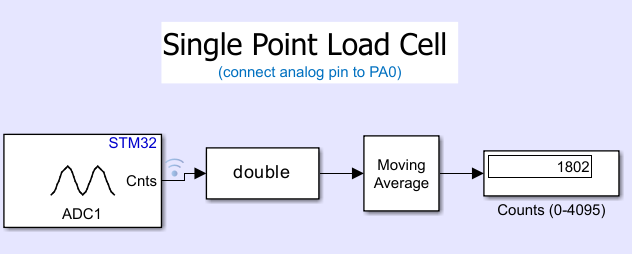 Single Point Load Cell
(connect analog pin to PA0)
STM32
Cnts
ADC1
double
Moving
Average
1802
Counts (0-4095)